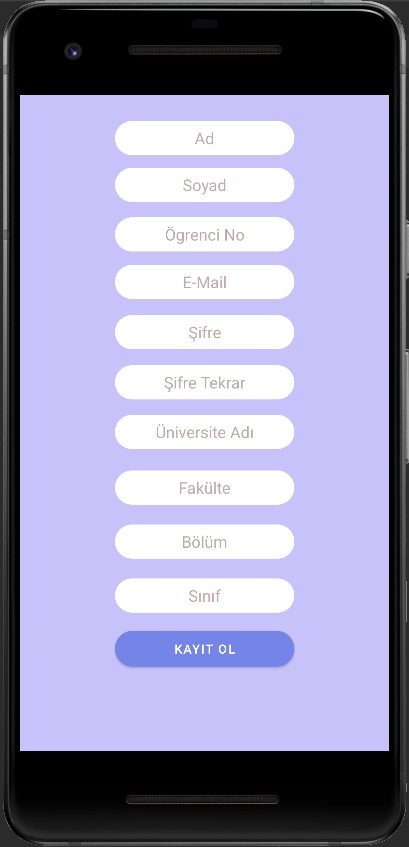 Ad
Soyad
Ögrenci No
E-Mail
Şifre
Şifre Tekrar
Üniversite Adı
Fakülte
Bölüm
Sınıf
KAYIT OL